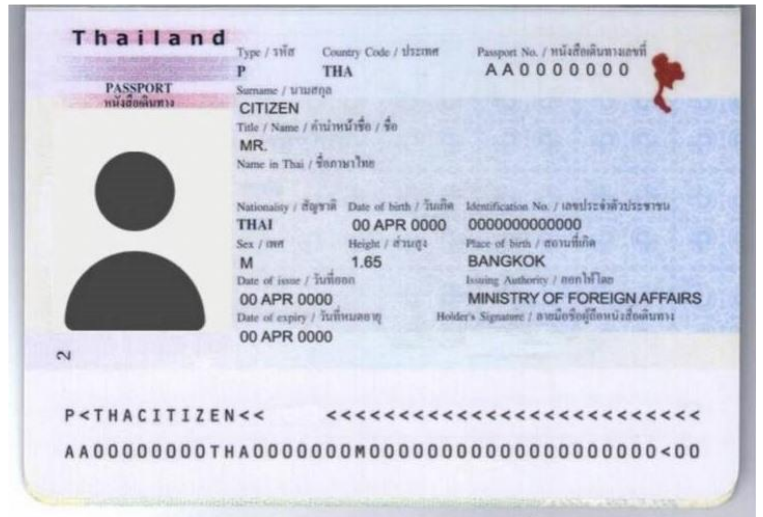 Thailand
PASSPORT
หนังสือเดินทาง
Type / รหัส Country Code / ประเทศ Passport No. / หนังสือเดินทางเลขที่
P THA AA0000000
Surname / นามสกุล
CITIZEN
Title / Name / คำนำหน้าชื่อ / ชื่อ
MR.
Name in Thai / ชื่อภาษาไทย
Nationality / สัญชาติ Date of birth / วันเกิด Identification No. / เลขประจำตัวประชาชน
THAI 00 APR 0000 0000000000000
Sex / เพศ Height / ส่วนสูง Place of birth / สถานที่เกิด
M 1.65 BANGKOK
Date of issue / วันที่ออก Issuing Authority / ออกให้โดย
00 APR 0000 MINISTRY OF FOREIGN AFFAIRS
Date of expiry / วันที่หมดอายุ Holder's Signature / ลายมือชื่อผู้ถือหนังสือเดินทาง
00 APR 0000
2
P<THACITIZEN<< <<<<<<<<<<<<<<<<<<<<<<<<<<
AA00000000THA0000000M0000000000000000000000<00